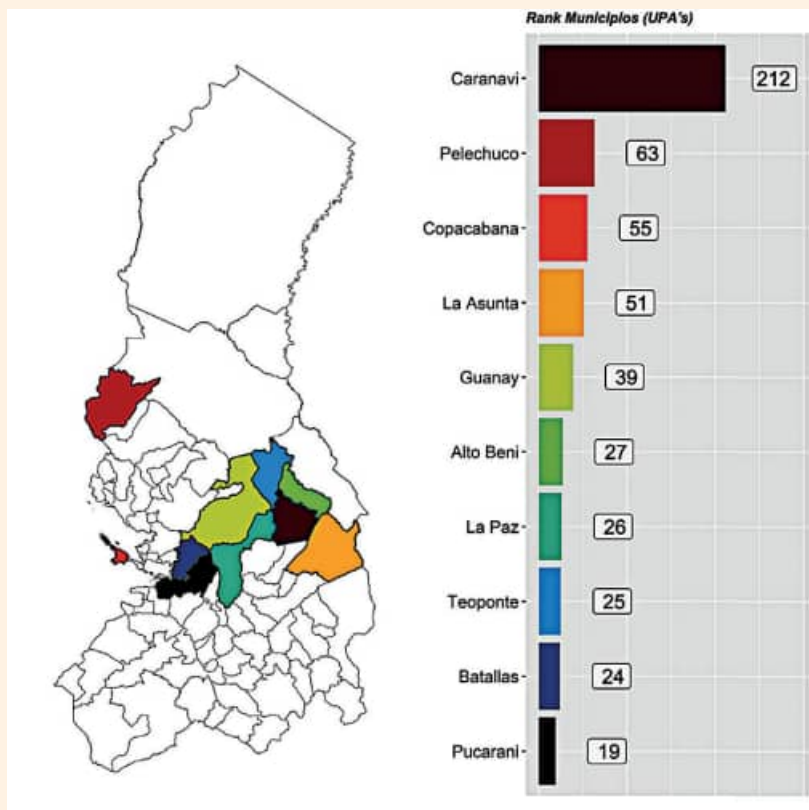 Rank Municipios (UPA's)
Caranavi 212
Pelechuco 63
Copacabana 55
La Asunta 51
Guanay 39
Alto Beni 27
La Paz 26
Teoponte 25
Batallas 24
Pucarani 19